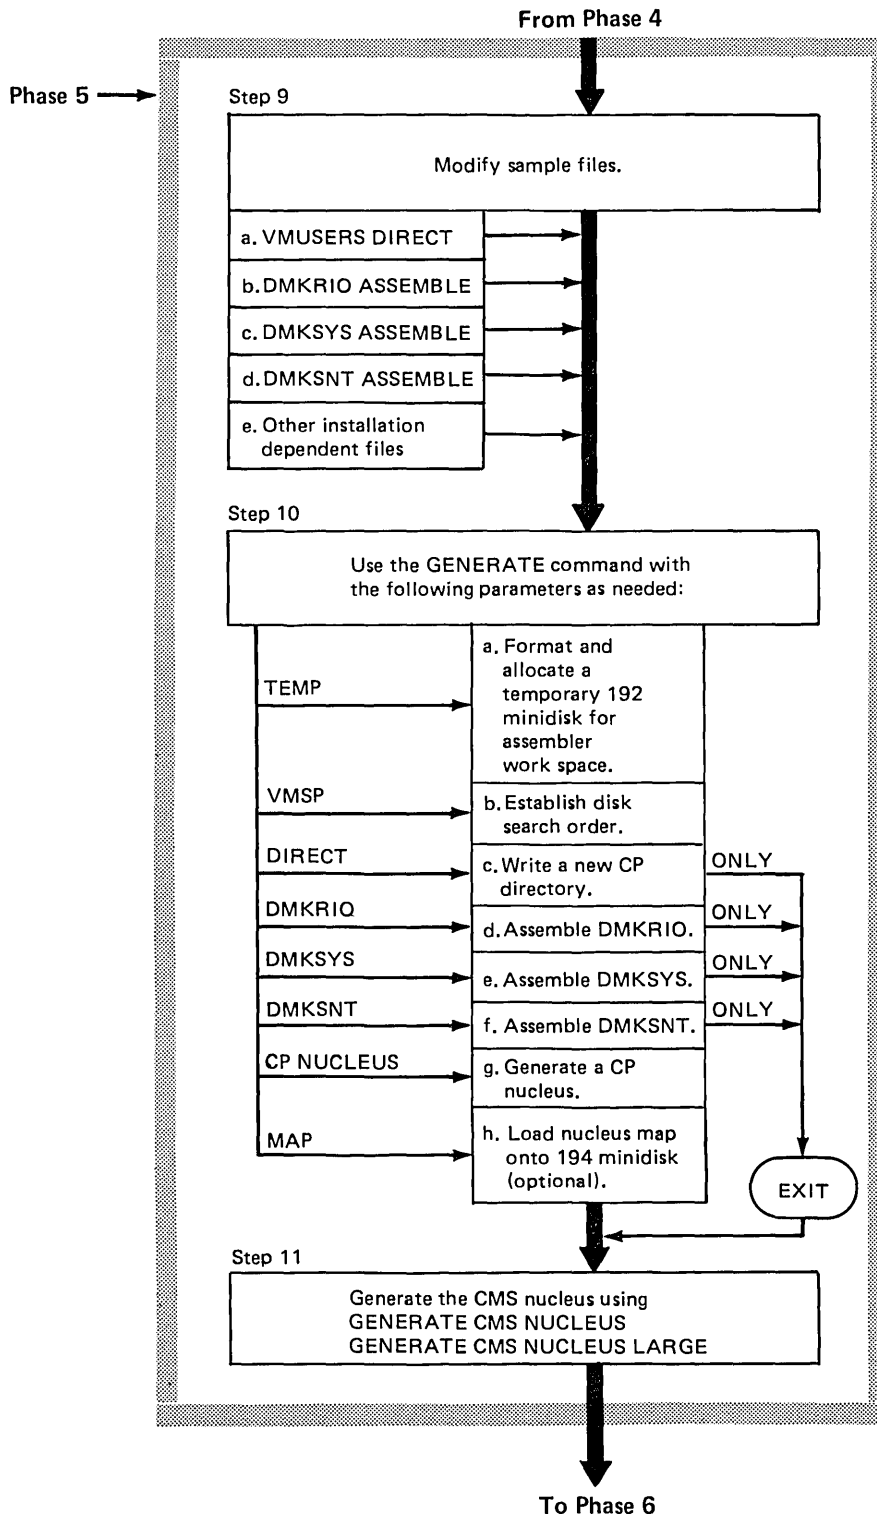 From Phase 4
Phase 5
Step 9
Modify sample files.
a. VMUSERS DIRECT
b. DMKRIO ASSEMBLE
c. DMKSYS ASSEMBLE
d. DMKSNT ASSEMBLE
e. Other installation
dependent files
Step 10
Use the GENERATE command with
the following parameters as needed:
TEMP
a. Format and
allocate a
temporary 192
minidisk for
assembler
work space.
VMSP
b. Establish disk
search order.
DIRECT
c. Write a new CP
directory.
ONLY
DMKRIQ
d. Assemble DMKRIO.
ONLY
DMKSYS
e. Assemble DMKSYS.
ONLY
DMKSNT
f. Assemble DMKSNT.
ONLY
CP NUCLEUS
g. Generate a CP
nucleus.
MAP
h. Load nucleus map
onto 194 minidisk
(optional).
EXIT
Step 11
Generate the CMS nucleus using
GENERATE CMS NUCLEUS
GENERATE CMS NUCLEUS LARGE
To Phase 6